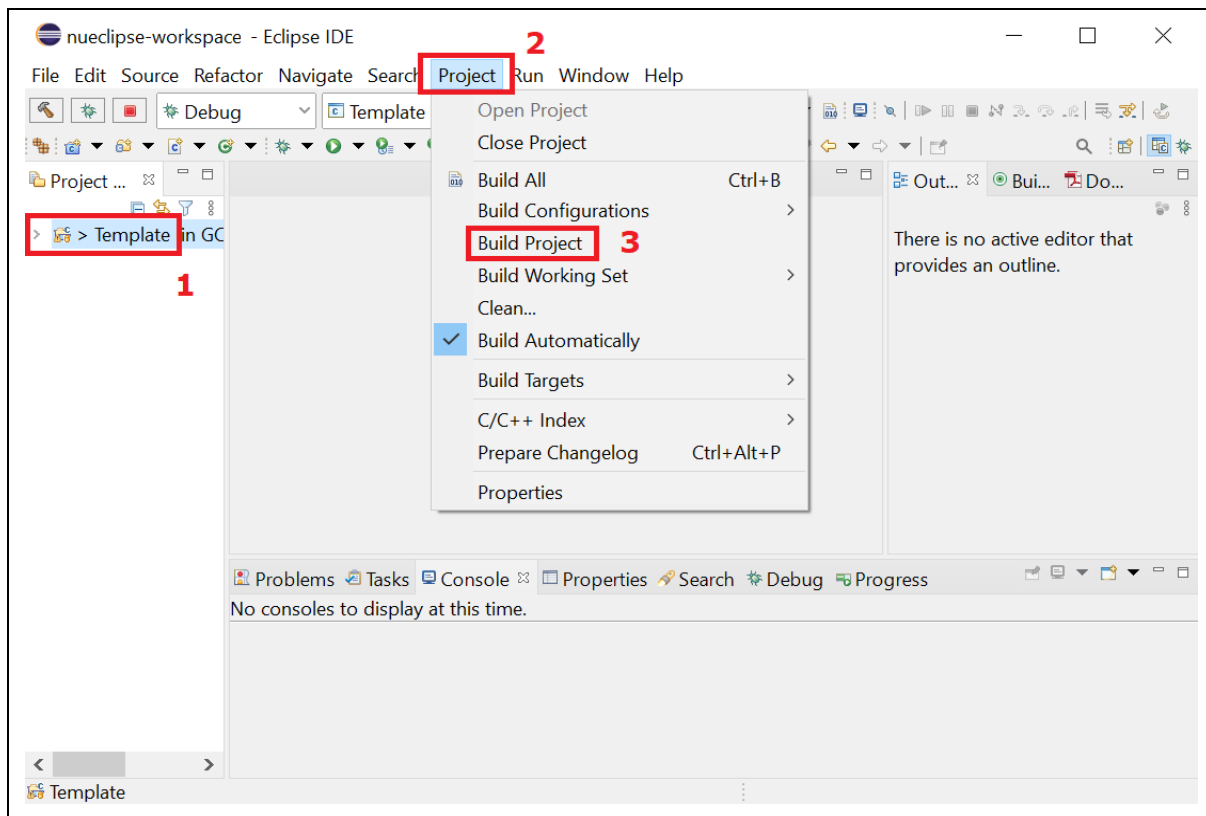 nueclipse-workspace - Eclipse IDE
2
File Edit Source Refactor Navigate Search Project Run Window Help
Debug
Template
Project ...
> Template in GC
1
Open Project
Close Project
Build All Ctrl+B
Build Configurations
Build Project 3
Build Working Set
Clean...
Build Automatically
Build Targets
C/C++ Index
Prepare Changelog Ctrl+Alt+P
Properties
Out... Bui... Do...
There is no active editor that
provides an outline.
Problems Tasks Console Properties Search Debug Progress
No consoles to display at this time.
Template